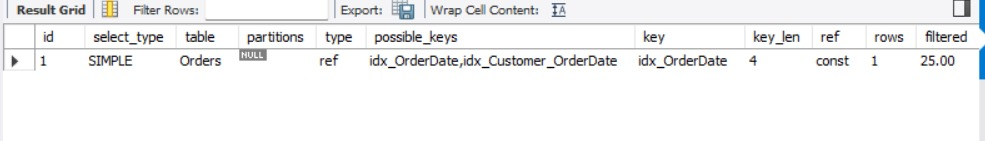 Result Grid Filter Rows: Export: Wrap Cell Content: IA
id select_type table partitions type possible_keys key key_len ref rows filtered
1 SIMPLE Orders NULL ref idx_OrderDate,idx_Customer_OrderDate idx_OrderDate 4 const 1 25.00